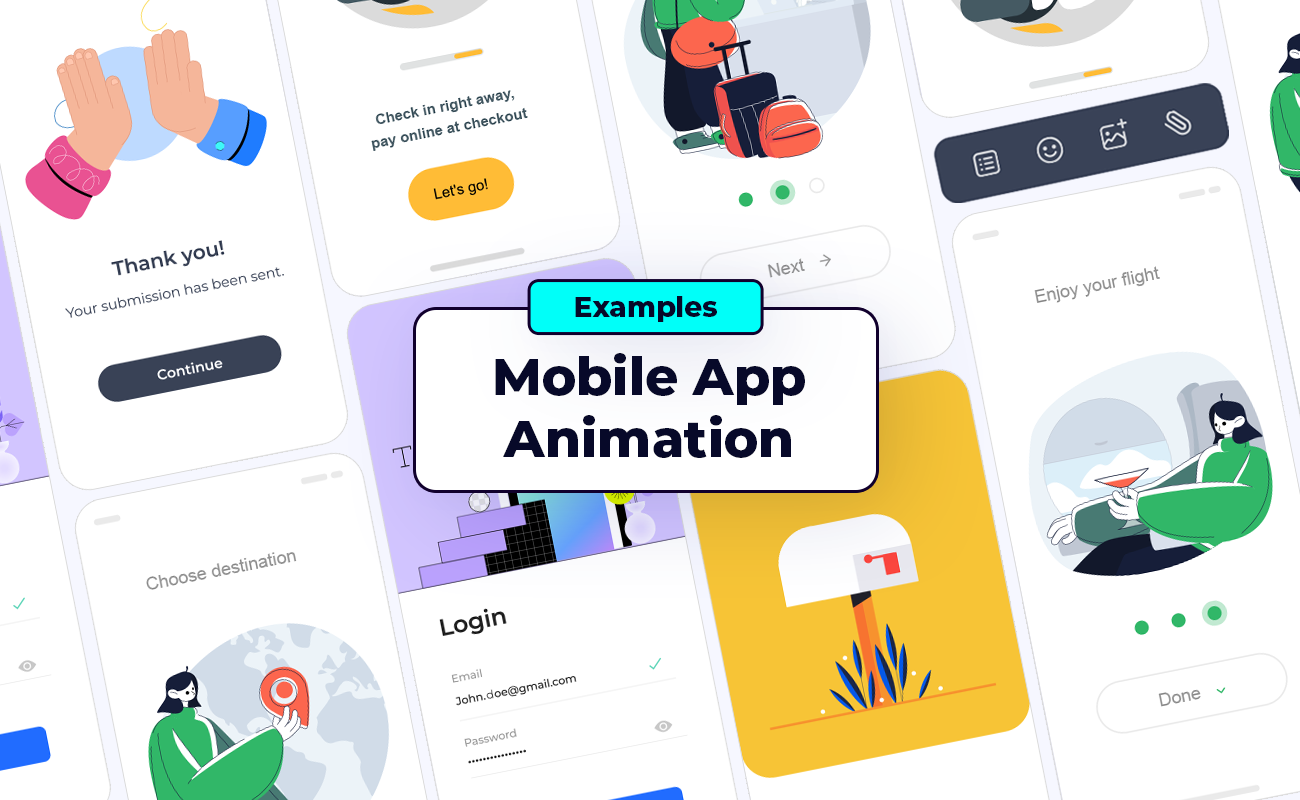 Thank you!
Your submission has been sent.
Continue
Check in right away,
pay online at checkout
Let's go!
Next
Enjoy your flight
Done
Examples
Mobile App
Animation
T
Choose destination
Login
Email
John.doe@gmail.com
Password